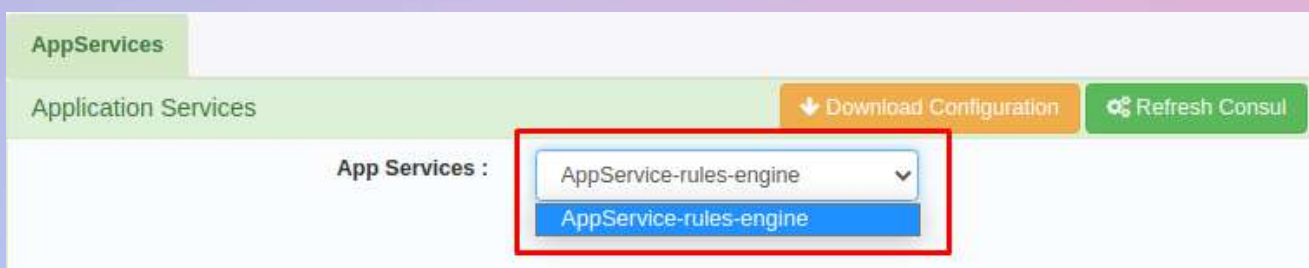 AppServices
Application Services
Download Configuration
Refresh Consul
App Services :
AppService-rules-engine
AppService-rules-engine